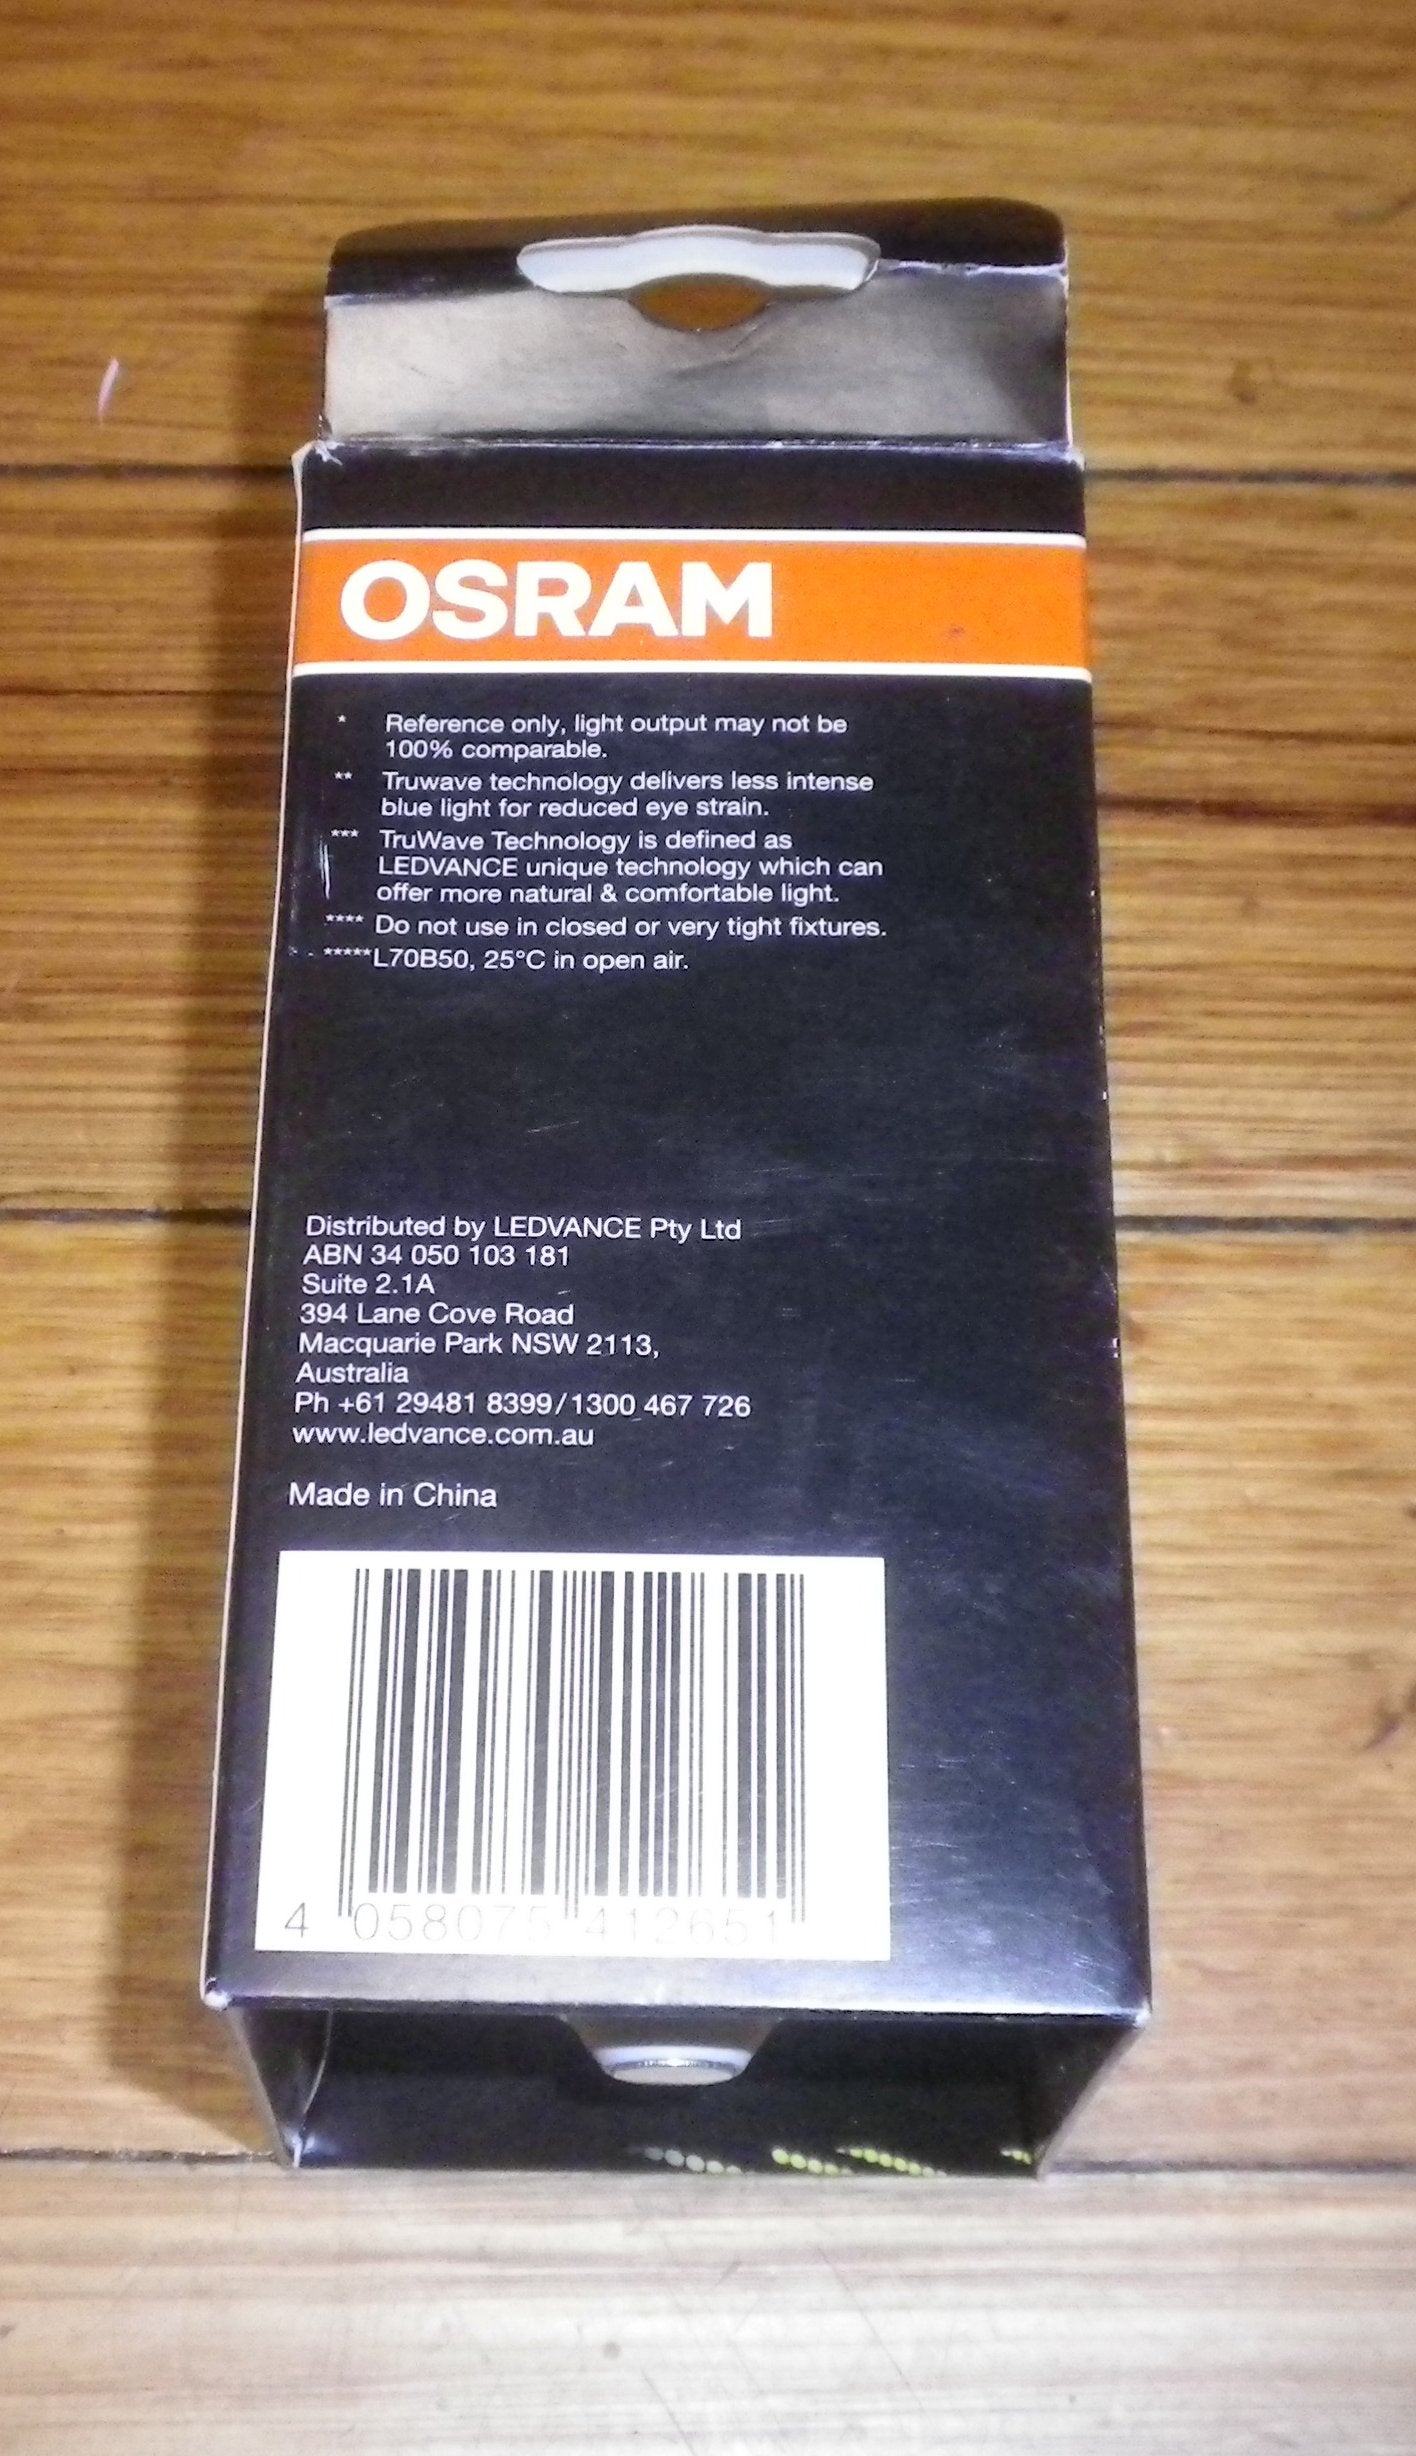 OSRAM
* Reference only, light output may not be
100% comparable.
** Truwave technology delivers less intense
blue light for reduced eye strain.
*** TruWave Technology is defined as
LEDVANCE unique technology which can
offer more natural & comfortable light.
**** Do not use in closed or very tight fixtures.
*****L70B50, 25°C in open air.
Distributed by LEDVANCE Pty Ltd
ABN 34 050 103 181
Suite 2.1A
394 Lane Cove Road
Macquarie Park NSW 2113,
Australia
Ph +61 29481 8399/1300 467 726
www.ledvance.com.au
Made in China
4 058075 412651